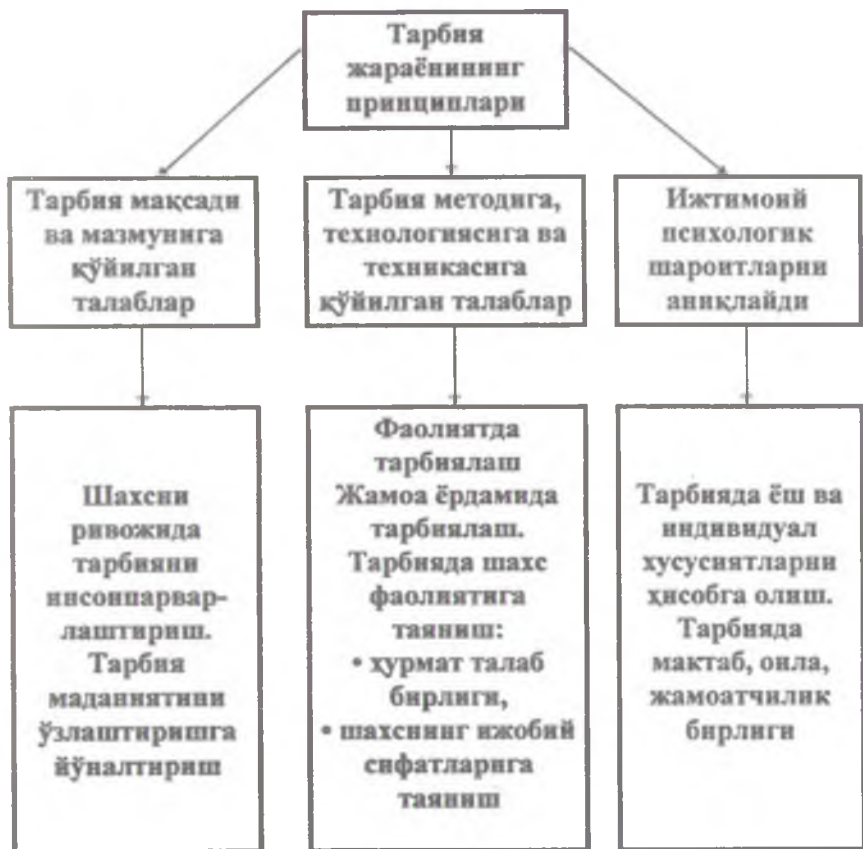 Тарбия
жараёнининг
принциплари
Тарбия мақсади
ва мазмунига
қўйилган
талаблар
Тарбия методига,
технологиясига ва
техникасига
қўйилган талаблар
Ижтимоий
психологик
шароитларни
аниқлайди
Шахсни
ривожида
тарбияни
инсонпарвар-
лаштириш.
Тарбия
маданиятини
ўзлаштиришга
йўналтириш
Фаолиятда
тарбиялаш
Жамоа ёрдамида
тарбиялаш.
Тарбияда шахс
фаолиятига
таяниш:
• ҳурмат талаб
бирлиги,
• шахснинг ижобий
сифатларига
таяниш
Тарбияда ёш ва
индивидуал
хусусиятларни
ҳисобга олиш.
Тарбияда
мактаб, оила,
жамоатчилик
бирлиги